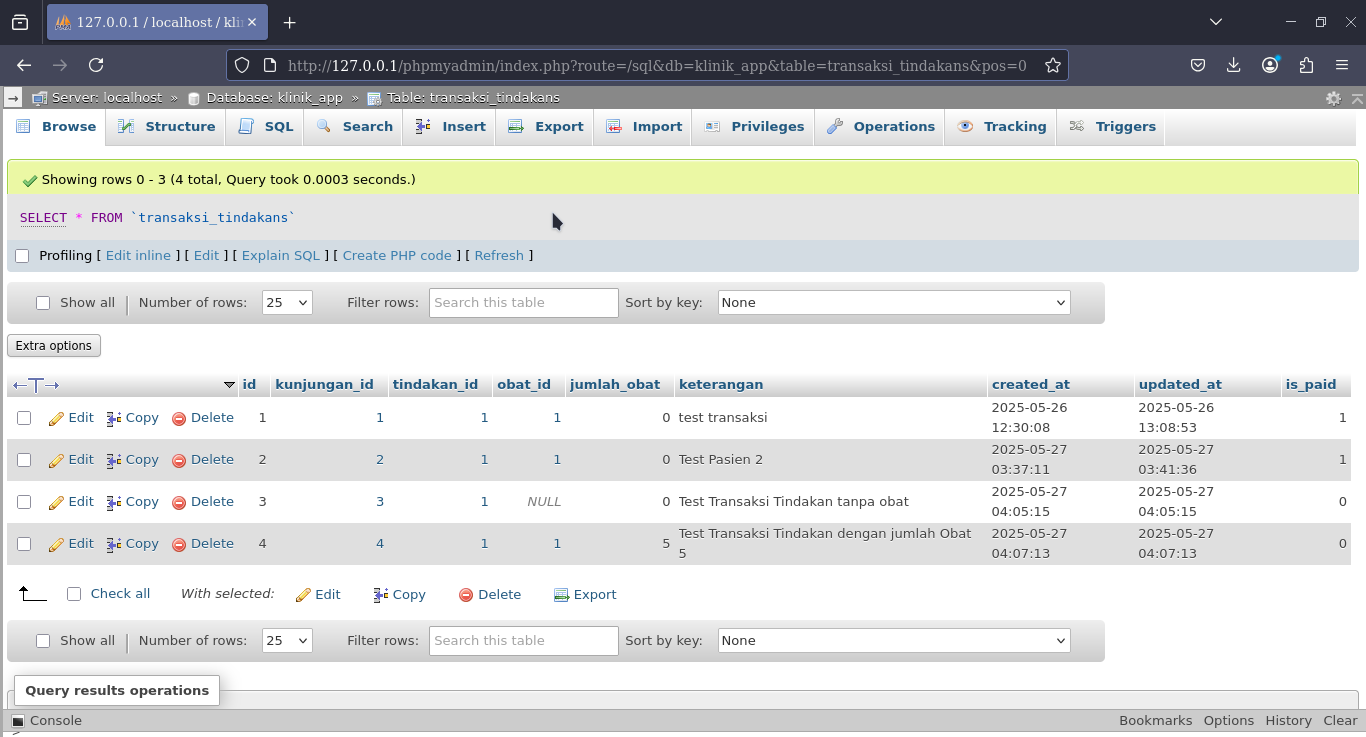 127.0.0.1 / localhost / kli
http://127.0.0.1/phpmyadmin/index.php?route=/sql&db=klinik_app&table=transaksi_tindakans&pos=0
Server: localhost » Database: klinik_app » Table: transaksi_tindakans
Browse Structure SQL Search Insert Export Import Privileges Operations Tracking Triggers
Showing rows 0 - 3 (4 total, Query took 0.0003 seconds.)
SELECT * FROM `transaksi_tindakans`
Profiling [ Edit inline ] [ Edit ] [ Explain SQL ] [ Create PHP code ] [ Refresh ]
Show all Number of rows: 25 Filter rows: Search this table Sort by key: None
Extra options
id kunjungan_id tindakan_id obat_id jumlah_obat keterangan created_at updated_at is_paid
Edit Copy Delete 1 1 1 1 0 test transaksi 2025-05-26 12:30:08 2025-05-26 13:08:53 1
Edit Copy Delete 2 2 1 1 0 Test Pasien 2 2025-05-27 03:37:11 2025-05-27 03:41:36 1
Edit Copy Delete 3 3 1 NULL 0 Test Transaksi Tindakan tanpa obat 2025-05-27 04:05:15 2025-05-27 04:05:15 0
Edit Copy Delete 4 4 1 1 5 Test Transaksi Tindakan dengan jumlah Obat 5 2025-05-27 04:07:13 2025-05-27 04:07:13 0
Check all With selected: Edit Copy Delete Export
Show all Number of rows: 25 Filter rows: Search this table Sort by key: None
Query results operations
Console Bookmarks Options History Clear